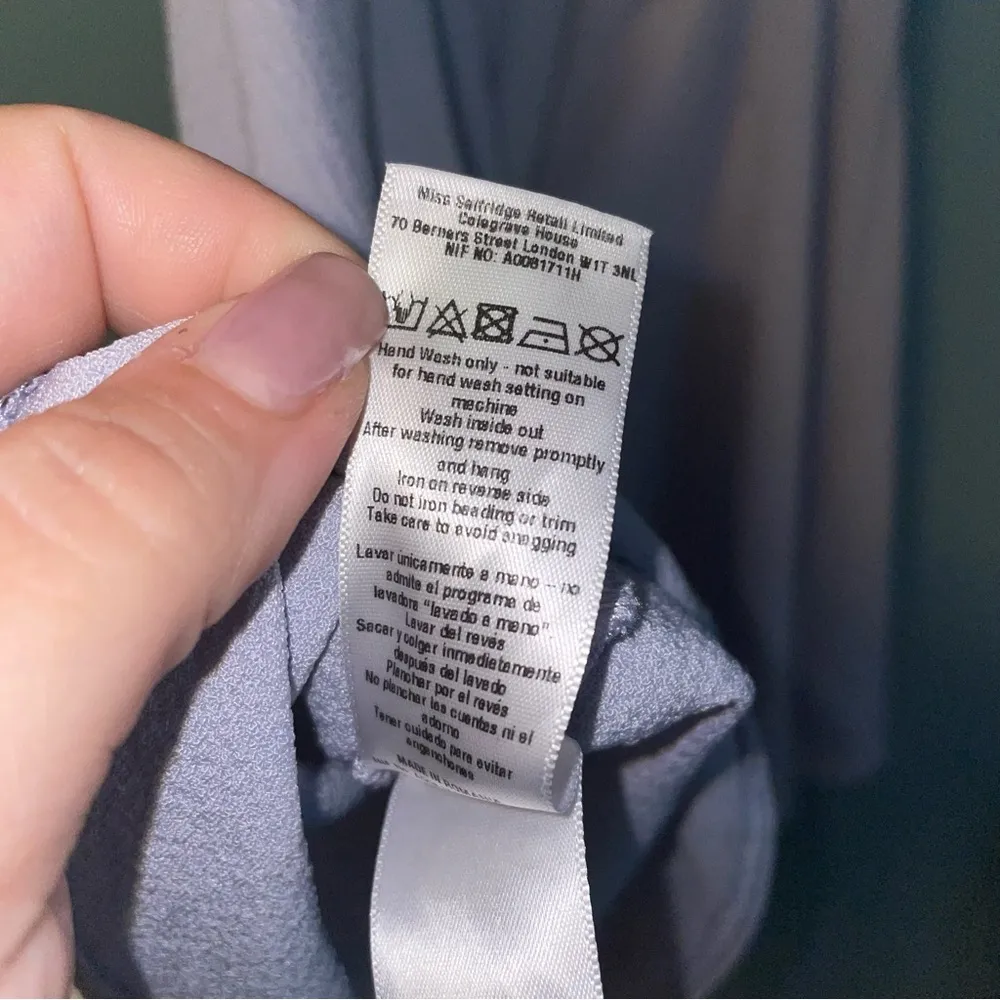 Miss Selfridge Retail Limited
Colegrave House
70 Berners Street London W1T 3NL
NIF NO: A0081711H
Hand Wash only - not suitable
for hand wash setting on
machine
Wash inside out
After washing remove promptly
and hang
Iron on reverse side
Do not iron beading or trim
Take care to avoid snagging
Lavar unicamente a mano – no
admite el programa de
lavadora "lavado a mano".
Lavar del revés
Sacar y colgar inmediatamente
después del lavado
Planchar por el revés
No planchar las cuentas ni el
adorno
Tener cuidado para evitar
enganchones
MADE IN ROMANIA